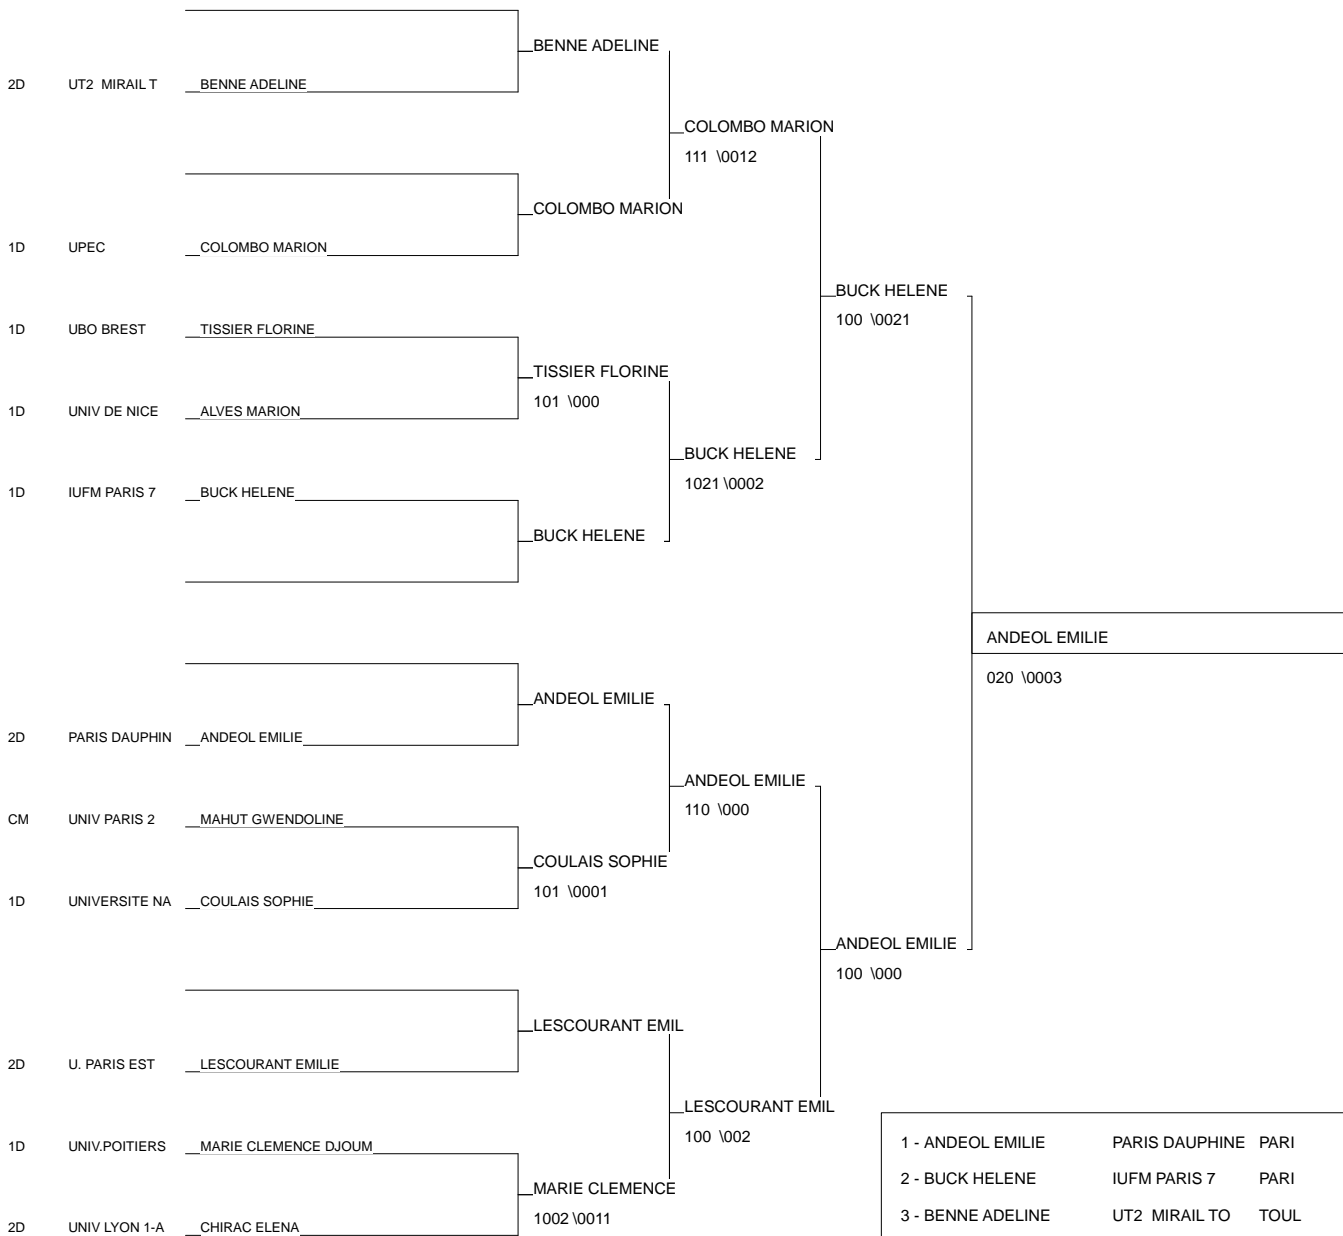 BENNE ADELINE
2D UT2 MIRAIL T BENNE ADELINE
COLOMBO MARION
111 \0012
COLOMBO MARION
1D UPEC COLOMBO MARION
BUCK HELENE
100 \0021
1D UBO BREST TISSIER FLORINE
TISSIER FLORINE
101 \000
1D UNIV DE NICE ALVES MARION
BUCK HELENE
1021 \0002
1D IUFM PARIS 7 BUCK HELENE
BUCK HELENE
ANDEOL EMILIE
020 \0003
ANDEOL EMILIE
2D PARIS DAUPHIN ANDEOL EMILIE
ANDEOL EMILIE
110 \000
CM UNIV PARIS 2 MAHUT GWENDOLINE
COULAIS SOPHIE
101 \0001
1D UNIVERSITE NA COULAIS SOPHIE
ANDEOL EMILIE
100 \000
LESCOURANT EMIL
2D U. PARIS EST LESCOURANT EMILIE
LESCOURANT EMIL
100 \002
1D UNIV.POITIERS MARIE CLEMENCE DJOUM
MARIE CLEMENCE
1002 \0011
2D UNIV LYON 1-A CHIRAC ELENA
1 - ANDEOL EMILIE PARIS DAUPHINE PARI
2 - BUCK HELENE IUFM PARIS 7 PARI
3 - BENNE ADELINE UT2 MIRAIL TO TOUL